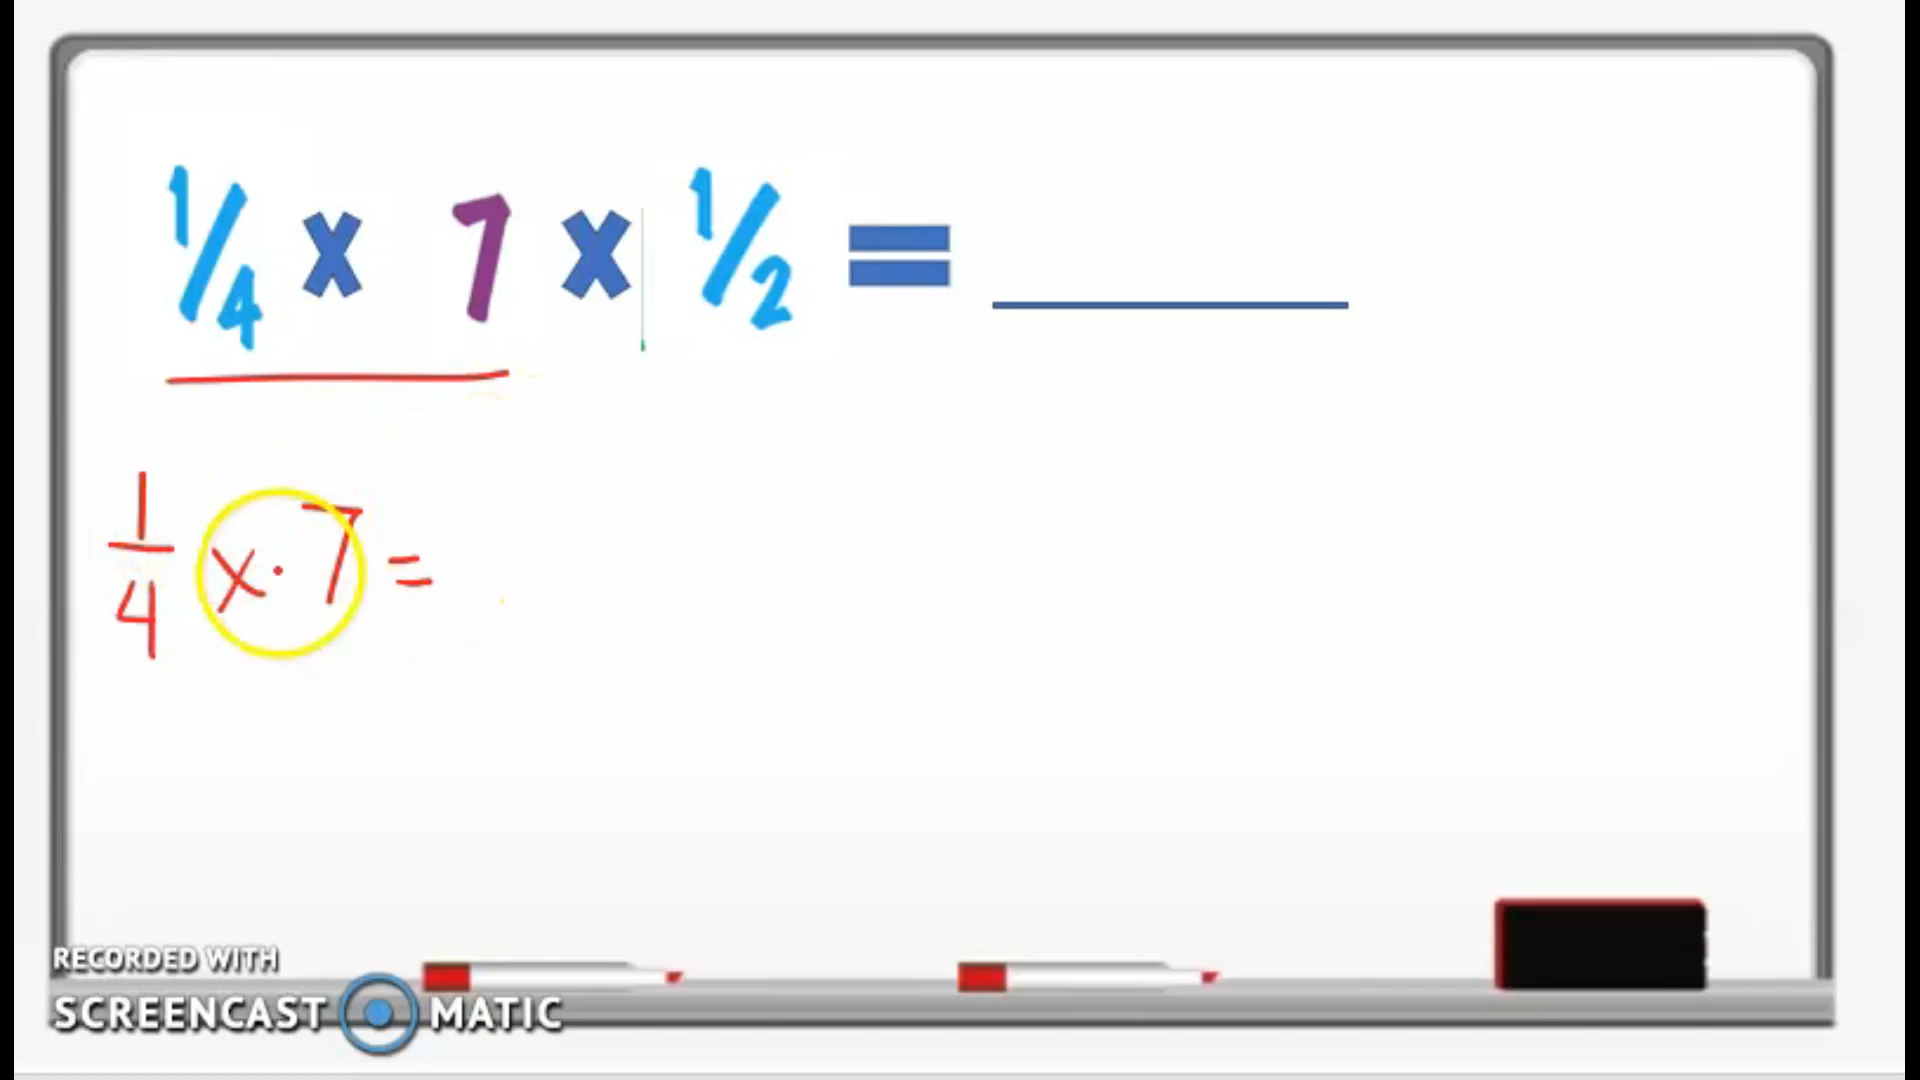 1/4 x 7 x 1/2 = ______
1/4 x · 7 =
RECORDED WITH
SCREENCAST MATIC